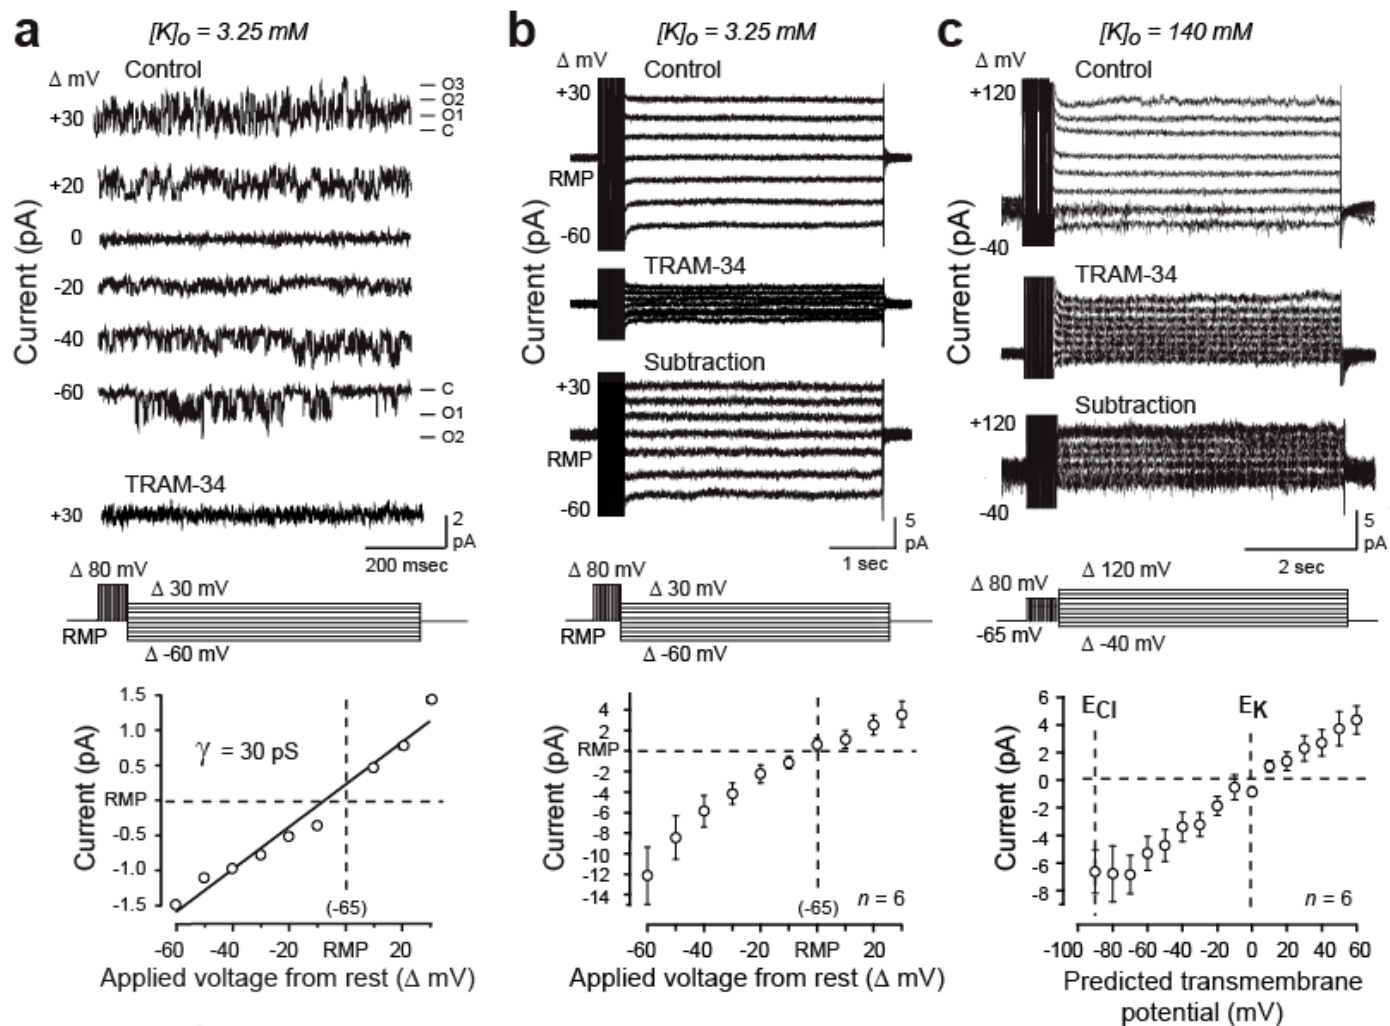 a
[K]o = 3.25 mM
Δ mV
Control
+30
O3
O2
O1
C
+20
0
-20
-40
-60
C
O1
O2
Current (pA)
TRAM-34
+30
2
pA
200 msec
Δ 80 mV
Δ 30 mV
RMP
Δ -60 mV
1.5
1.0
0.5
RMP
-0.5
-1.0
-1.5
Current (pA)
γ = 30 pS
(-65)
-60 -40 -20 RMP 20
Applied voltage from rest (Δ mV)
b
[K]o = 3.25 mM
Control
+30
RMP
-60
Current (pA)
TRAM-34
Subtraction
+30
RMP
-60
5
pA
1 sec
Δ 80 mV
Δ 30 mV
RMP
Δ -60 mV
4
2
RMP
-2
-4
-6
-8
-10
-12
-14
Current (pA)
(-65)
n = 6
-60 -40 -20 RMP 20
Applied voltage from rest (Δ mV)
c
[K]o = 140 mM
Δ mV
Control
+120
-40
Current (pA)
TRAM-34
Subtraction
+120
-40
5
pA
2 sec
Δ 80 mV
Δ 120 mV
-65 mV
Δ -40 mV
6
4
2
0
-2
-4
-6
-8
Current (pA)
ECl
EK
n = 6
-100 -60 -20 0 20 40 60
Predicted transmembrane
potential (mV)